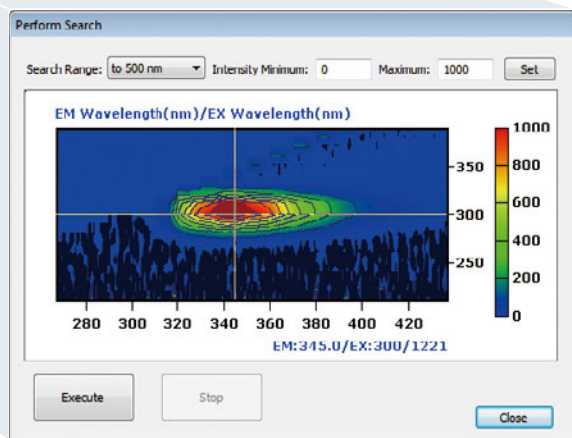 Perform Search
Search Range: to 500 nm Intensity Minimum: 0 Maximum: 1000 Set
EM Wavelength(nm)/EX Wavelength(nm)
1000
800
600
400
200
0
350
300
250
280 300 320 340 360 380 400 420
EM:345.0/EX:300/1221
Execute Stop
Close